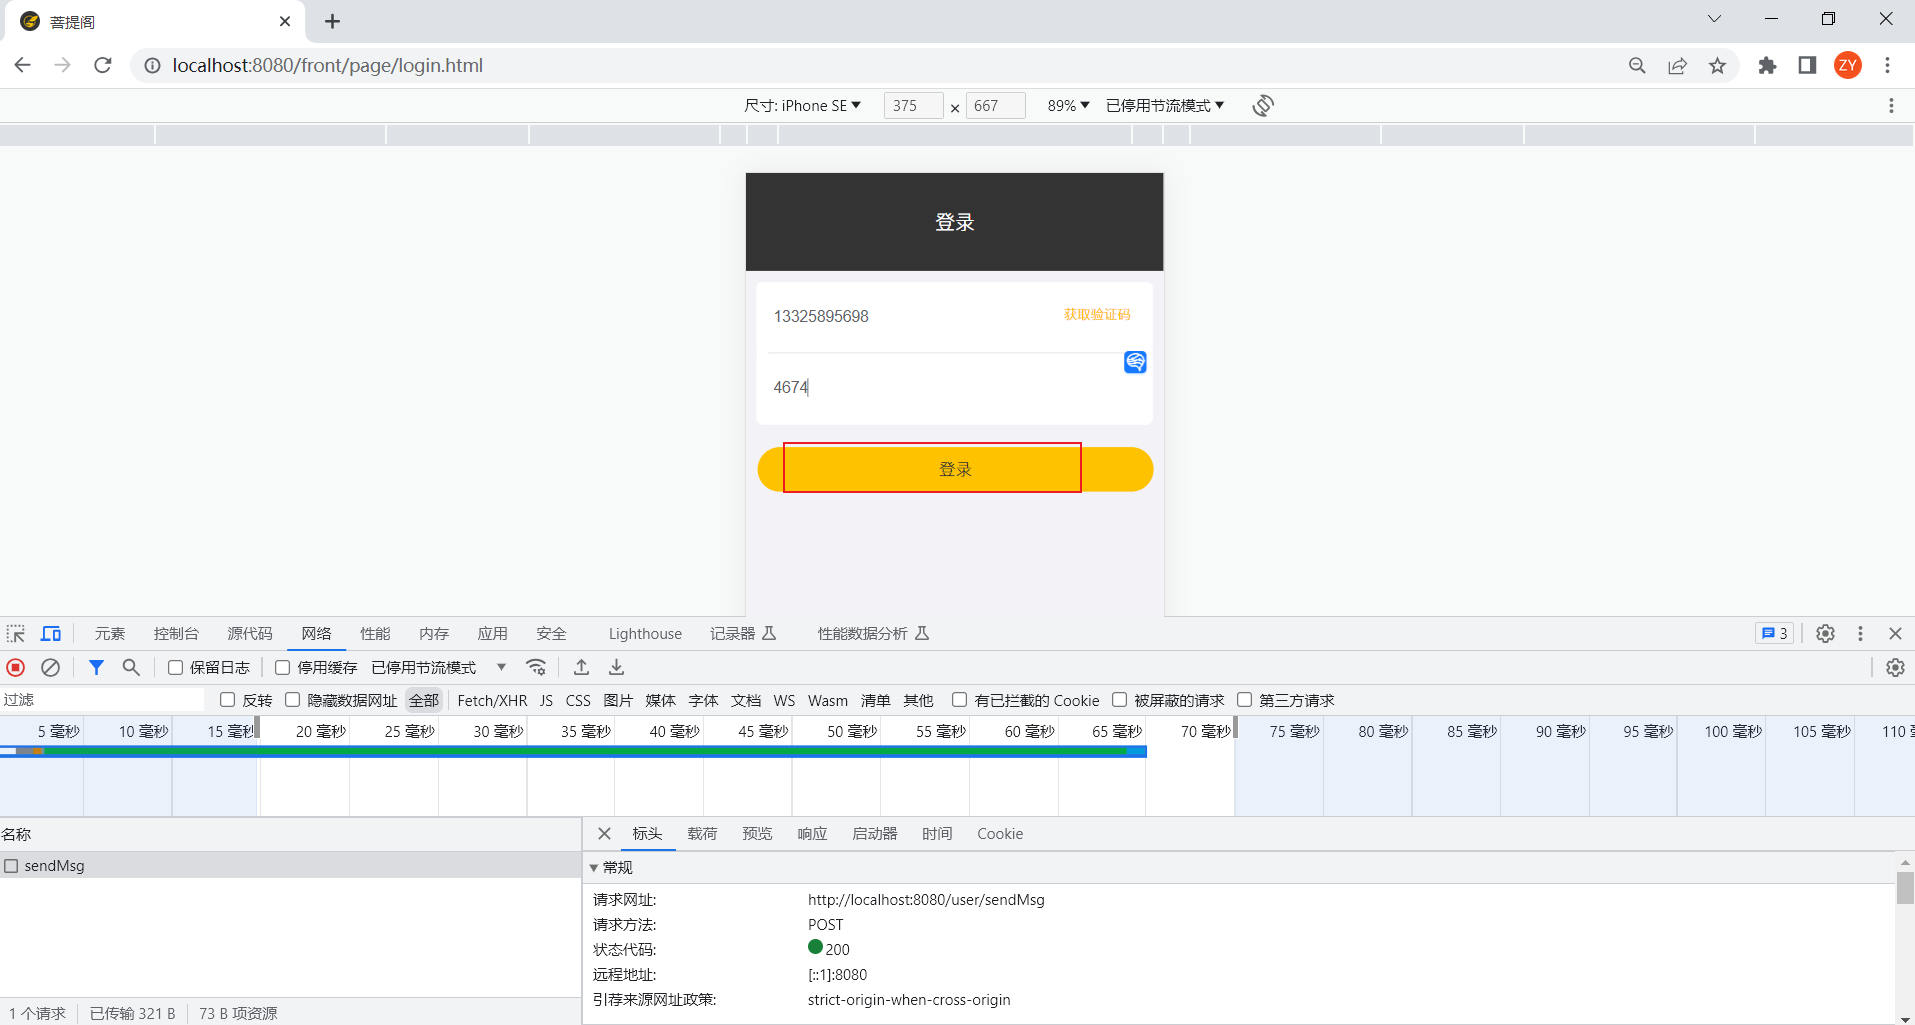 菩提阁
localhost:8080/front/page/login.html
ZY
尺寸: iPhone SE ▼ 375 × 667 89% ▼ 已停用节流模式 ▼
登录
13325895698 获取验证码
4674
登录
元素 控制台 源代码 网络 性能 内存 应用 安全 Lighthouse 记录器 性能数据分析 3
保留日志 停用缓存 已停用节流模式 ▼
过滤 反转 隐藏数据网址 全部 Fetch/XHR JS CSS 图片 媒体 字体 文档 WS Wasm 清单 其他 有已拦截的 Cookie 被屏蔽的请求 第三方请求
5 毫秒 10 毫秒 15 毫秒 20 毫秒 25 毫秒 30 毫秒 35 毫秒 40 毫秒 45 毫秒 50 毫秒 55 毫秒 60 毫秒 65 毫秒 70 毫秒 75 毫秒 80 毫秒 85 毫秒 90 毫秒 95 毫秒 100 毫秒 105 毫秒 110
名称
sendMsg
标头 载荷 预览 响应 启动器 时间 Cookie
▼ 常规
请求网址: http://localhost:8080/user/sendMsg
请求方法: POST
状态代码: 200
远程地址: [::1]:8080
引荐来源网址政策: strict-origin-when-cross-origin
1 个请求 已传输 321 B 73 B 项资源